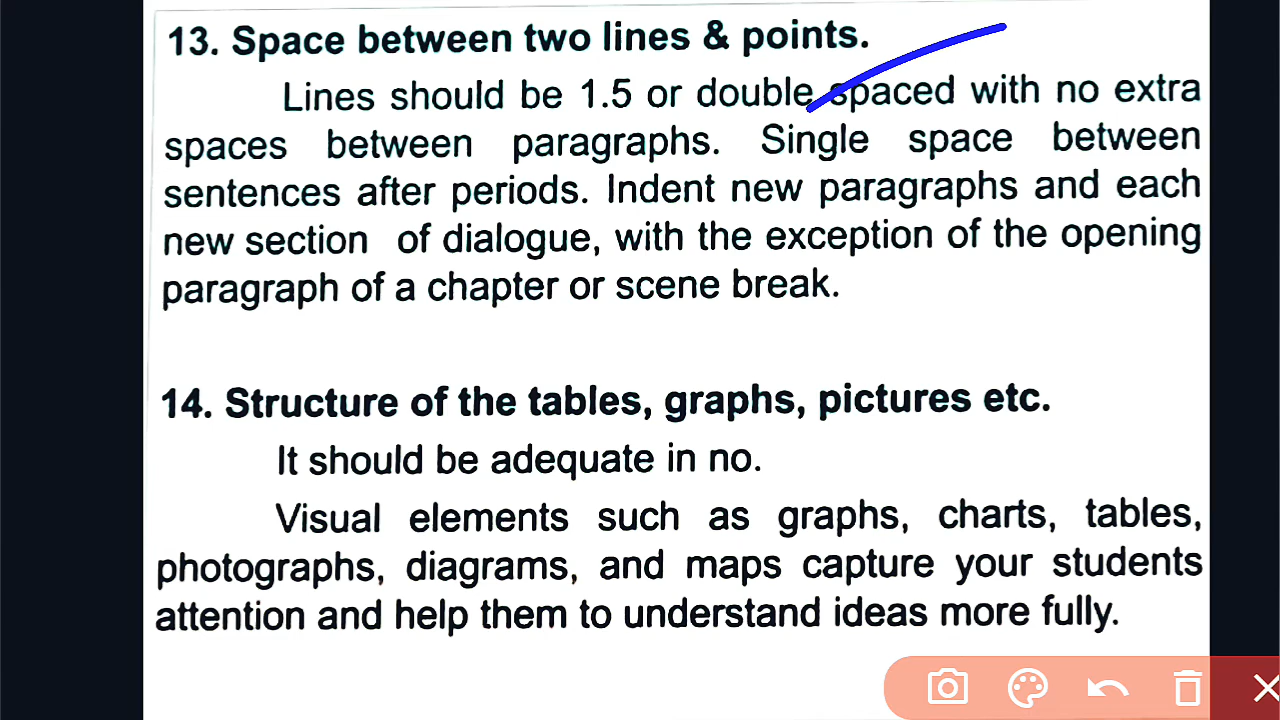 13. Space between two lines & points.
Lines should be 1.5 or double spaced with no extra
spaces between paragraphs. Single space between
sentences after periods. Indent new paragraphs and each
new section of dialogue, with the exception of the opening
paragraph of a chapter or scene break.
14. Structure of the tables, graphs, pictures etc.
It should be adequate in no.
Visual elements such as graphs, charts, tables,
photographs, diagrams, and maps capture your students
attention and help them to understand ideas more fully.